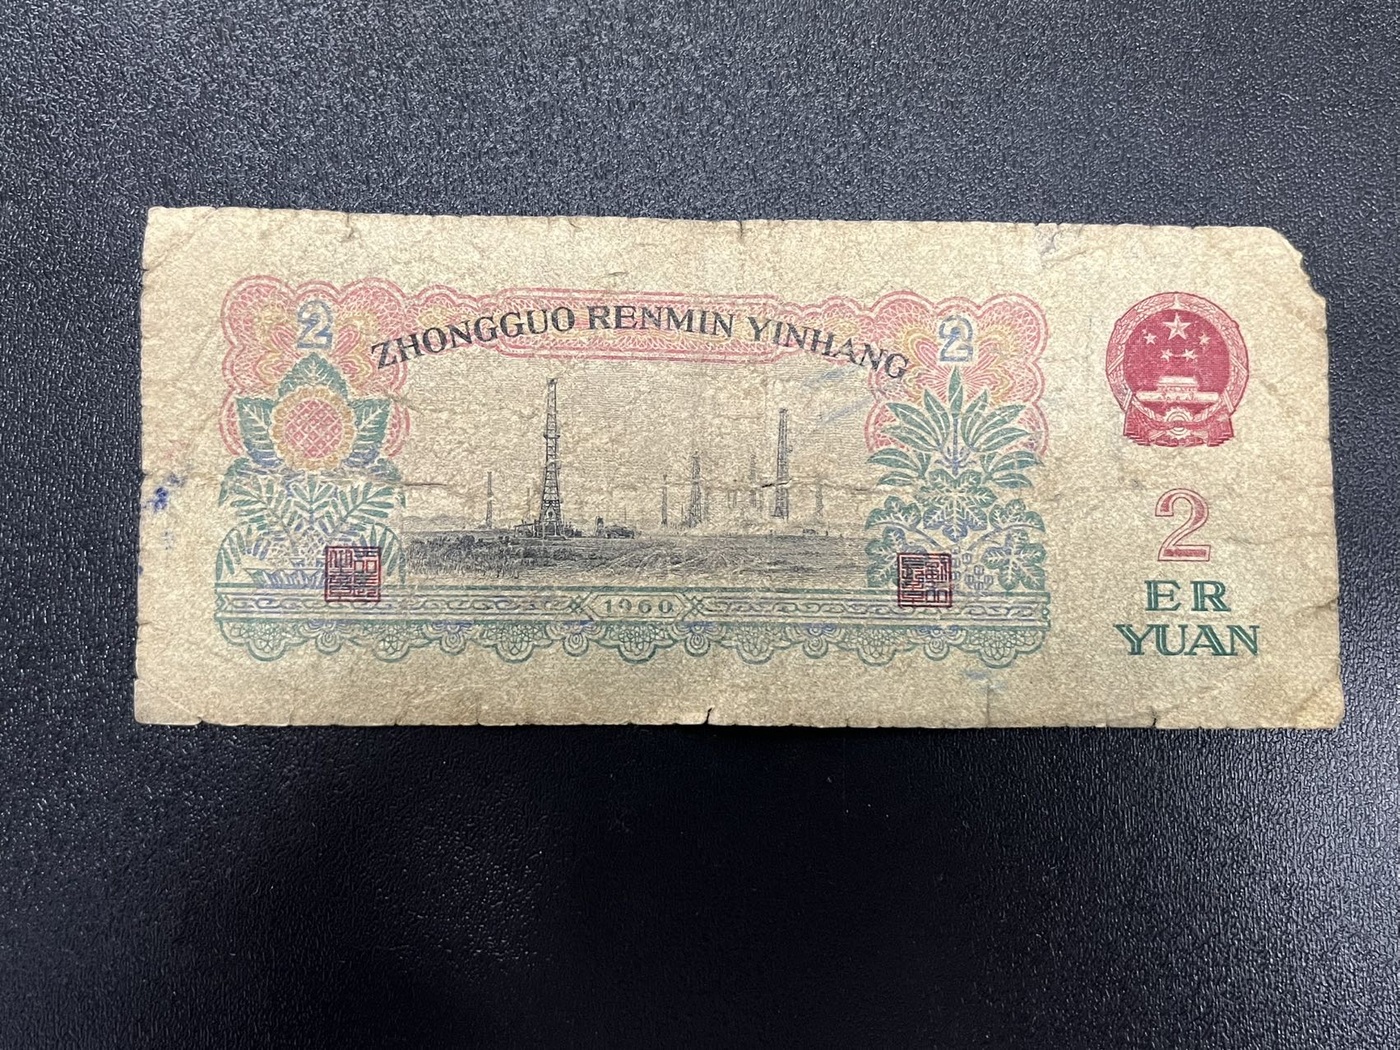 ZHONGGUO RENMIN YINHANG
2
2
1960
2
ER
YUAN